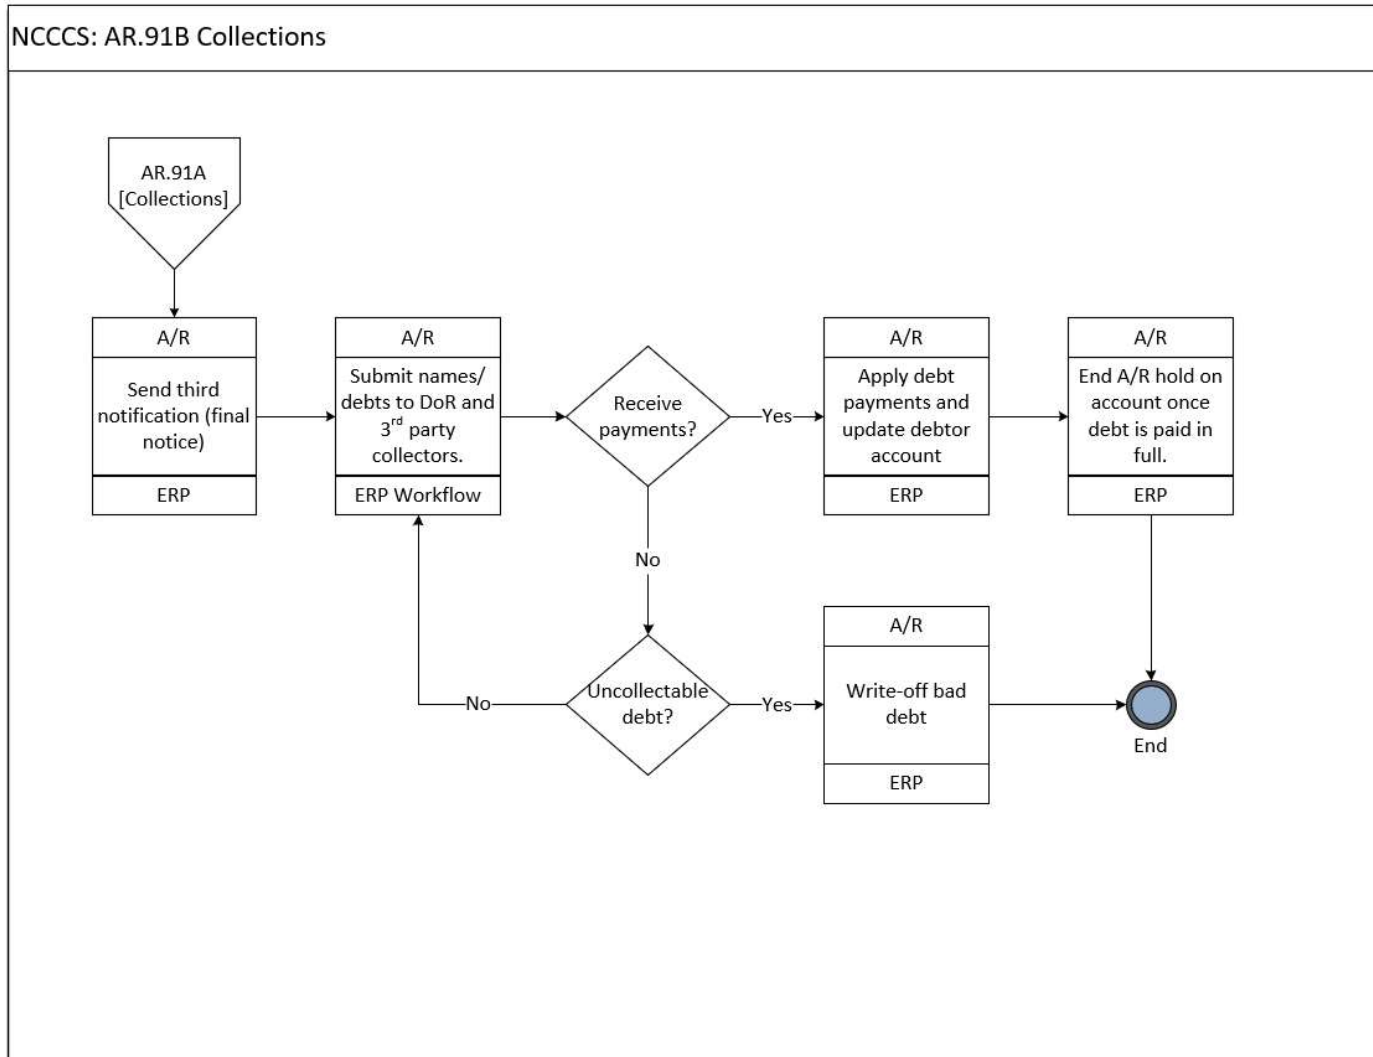 NCCCS: AR.91B Collections
AR.91A
[Collections]
A/R
Send third
notification (final
notice)
ERP
A/R
Submit names/
debts to DoR and
3rd party
collectors.
ERP Workflow
Receive
payments?
Yes
A/R
Apply debt
payments and
update debtor
account
ERP
A/R
End A/R hold on
account once
debt is paid in
full.
ERP
No
Uncollectable
debt?
No
Yes
A/R
Write-off bad
debt
ERP
End